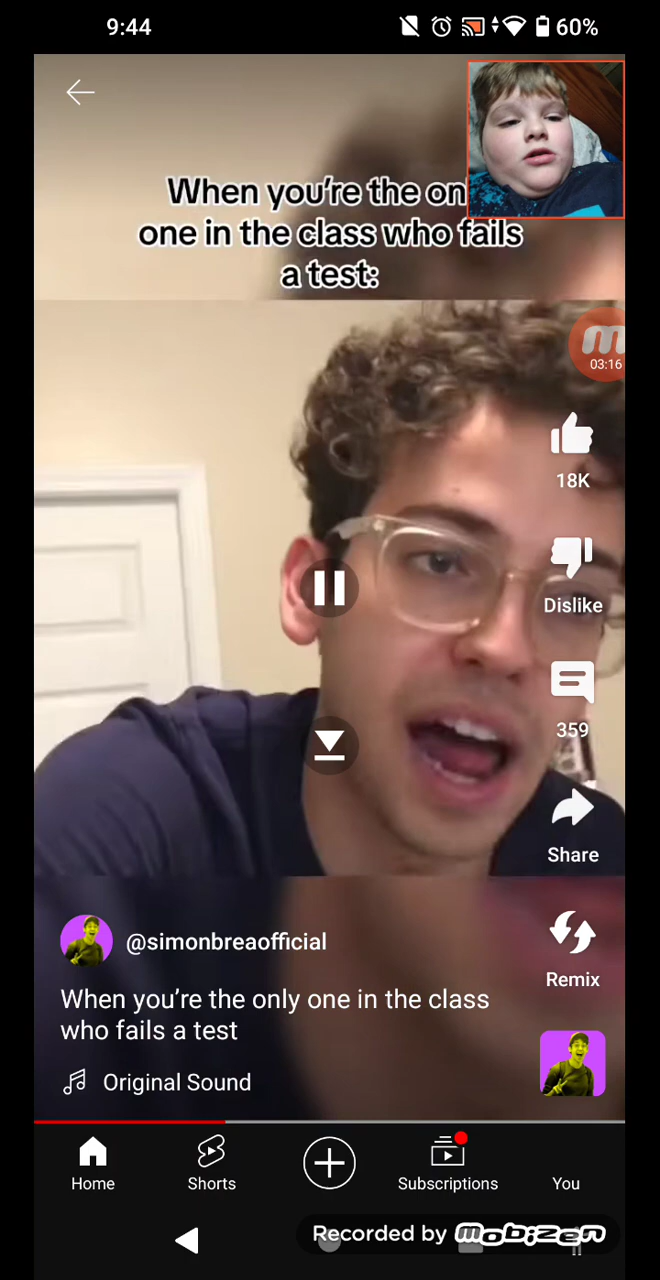 9:44
60%
When you're the on
one in the class who fails
a test:
03:16
18K
Dislike
359
Share
@simonbreaofficial
Remix
When you're the only one in the class
who fails a test
Original Sound
Home
Shorts
Subscriptions
You
Recorded by mobizen